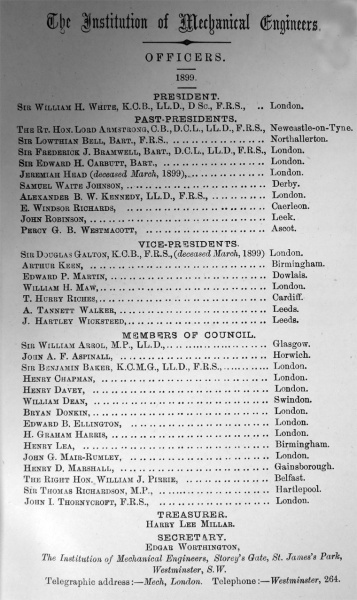 The Institution of Mechanical Engineers.
OFFICERS.
1899.
PRESIDENT.
SIR WILLIAM H. WHITE, K.C.B., LL.D., D Sc., F.R.S., .. London.
PAST-PRESIDENTS.
THE RT. HON. LORD ARMSTRONG, C.B., D.C.L., LL.D., F.R.S., Newcastle-on-Tyne.
SIR LOWTHIAN BELL, BART., F.R.S., .. Northallerton.
SIR FREDERICK J. BRAMWELL, BART., D.C.L., LL.D., F.R.S., London.
SIR EDWARD H. CARBUTT, BART., .. London.
JEREMIAH HEAD (deceased March, 1899), .. London.
SAMUEL WAITE JOHNSON, .. Derby.
ALEXANDER B. W. KENNEDY, LL.D., F.R.S., .. London.
E. WINDSOR RICHARDS, .. Caerleon.
JOHN ROBINSON, .. Leek.
PERCY G. B. WESTMACOTT, .. Ascot.
VICE-PRESIDENTS.
SIR DOUGLAS GALTON, K.C.B., F.R.S., (deceased March, 1899) London.
ARTHUR KEEN, .. Birmingham.
EDWARD P. MARTIN, .. Dowlais.
WILLIAM H. MAW, .. London.
T. HURRY RICHES, .. Cardiff.
A. TANNETT WALKER, .. Leeds.
J. HARTLEY WICKSTEED, .. Leeds.
MEMBERS OF COUNCIL.
SIR WILLIAM ARROL, M.P., LL.D., .. Glasgow.
JOHN A. F. ASPINALL, .. Horwich.
SIR BENJAMIN BAKER, K.C.M.G., LL.D., F.R.S., .. London.
HENRY CHAPMAN, .. London.
HENRY DAVEY, .. London.
WILLIAM DEAN, .. Swindon.
BRYAN DONKIN, .. London.
EDWARD B. ELLINGTON, .. London.
H. GRAHAM HARRIS, .. London.
HENRY LEA, .. Birmingham.
JOHN G. MAIR-RUMLEY, .. London.
HENRY D. MARSHALL, .. Gainsborough.
THE RIGHT HON. WILLIAM J. PIRRIE, .. Belfast.
SIR THOMAS RICHARDSON, M.P., .. Hartlepool.
JOHN I. THORNYCROFT, F.R.S., .. London.
TREASURER.
HARRY LEE MILLAR.
SECRETARY.
EDGAR WORTHINGTON,
The Institution of Mechanical Engineers, Storey's Gate, St. James's Park,
Westminster, S.W.
Telegraphic address:—Mech, London. Telephone:—Westminster, 264.